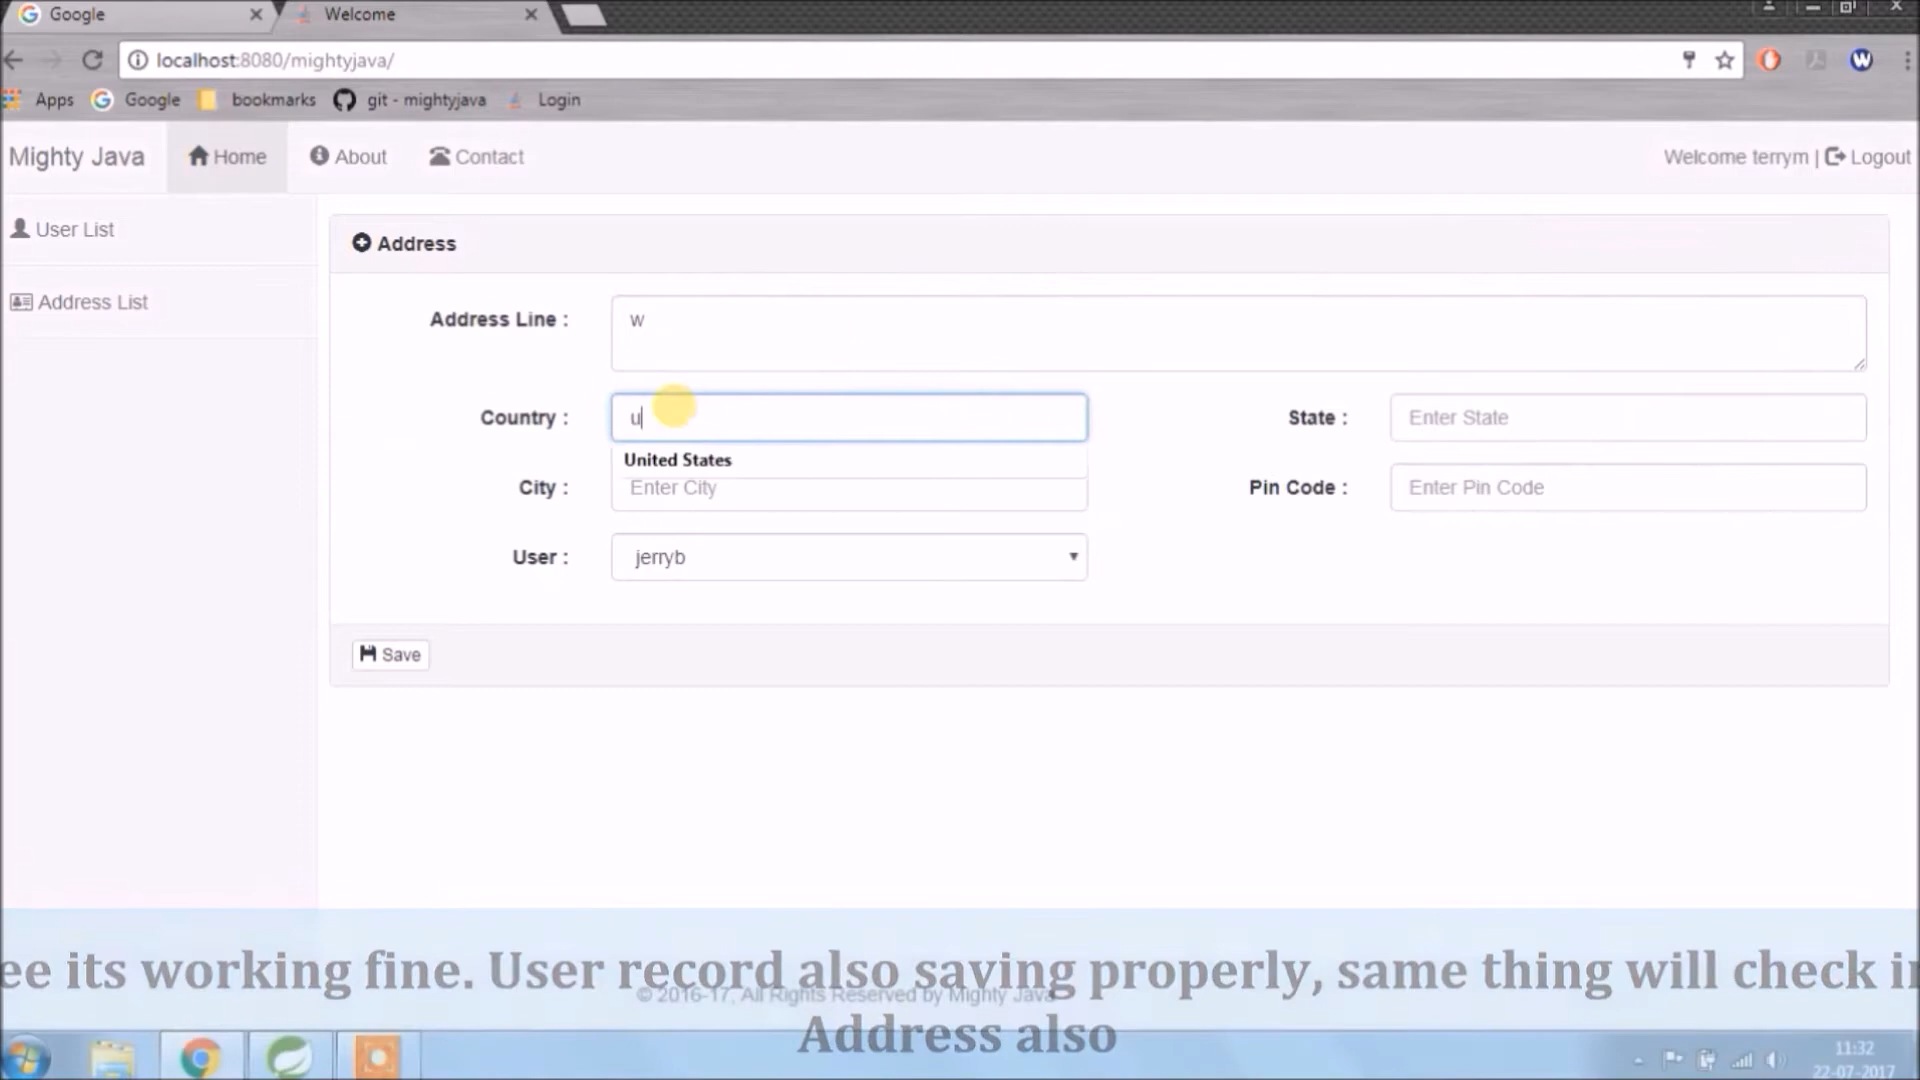 Google
Welcome
localhost:8080/mightyjava/
Apps Google bookmarks git - mightyjava Login
Mighty Java Home About Contact Welcome terrym | Logout
User List
Address List
Address
Address Line : w
Country : u State : Enter State
United States
City : Enter City Pin Code : Enter Pin Code
User : jerryb
Save
ee its working fine. User record also saving properly, same thing will check in
© 2016-17, All Rights Reserved by Mighty Java
Address also
11:32
22-07-2017